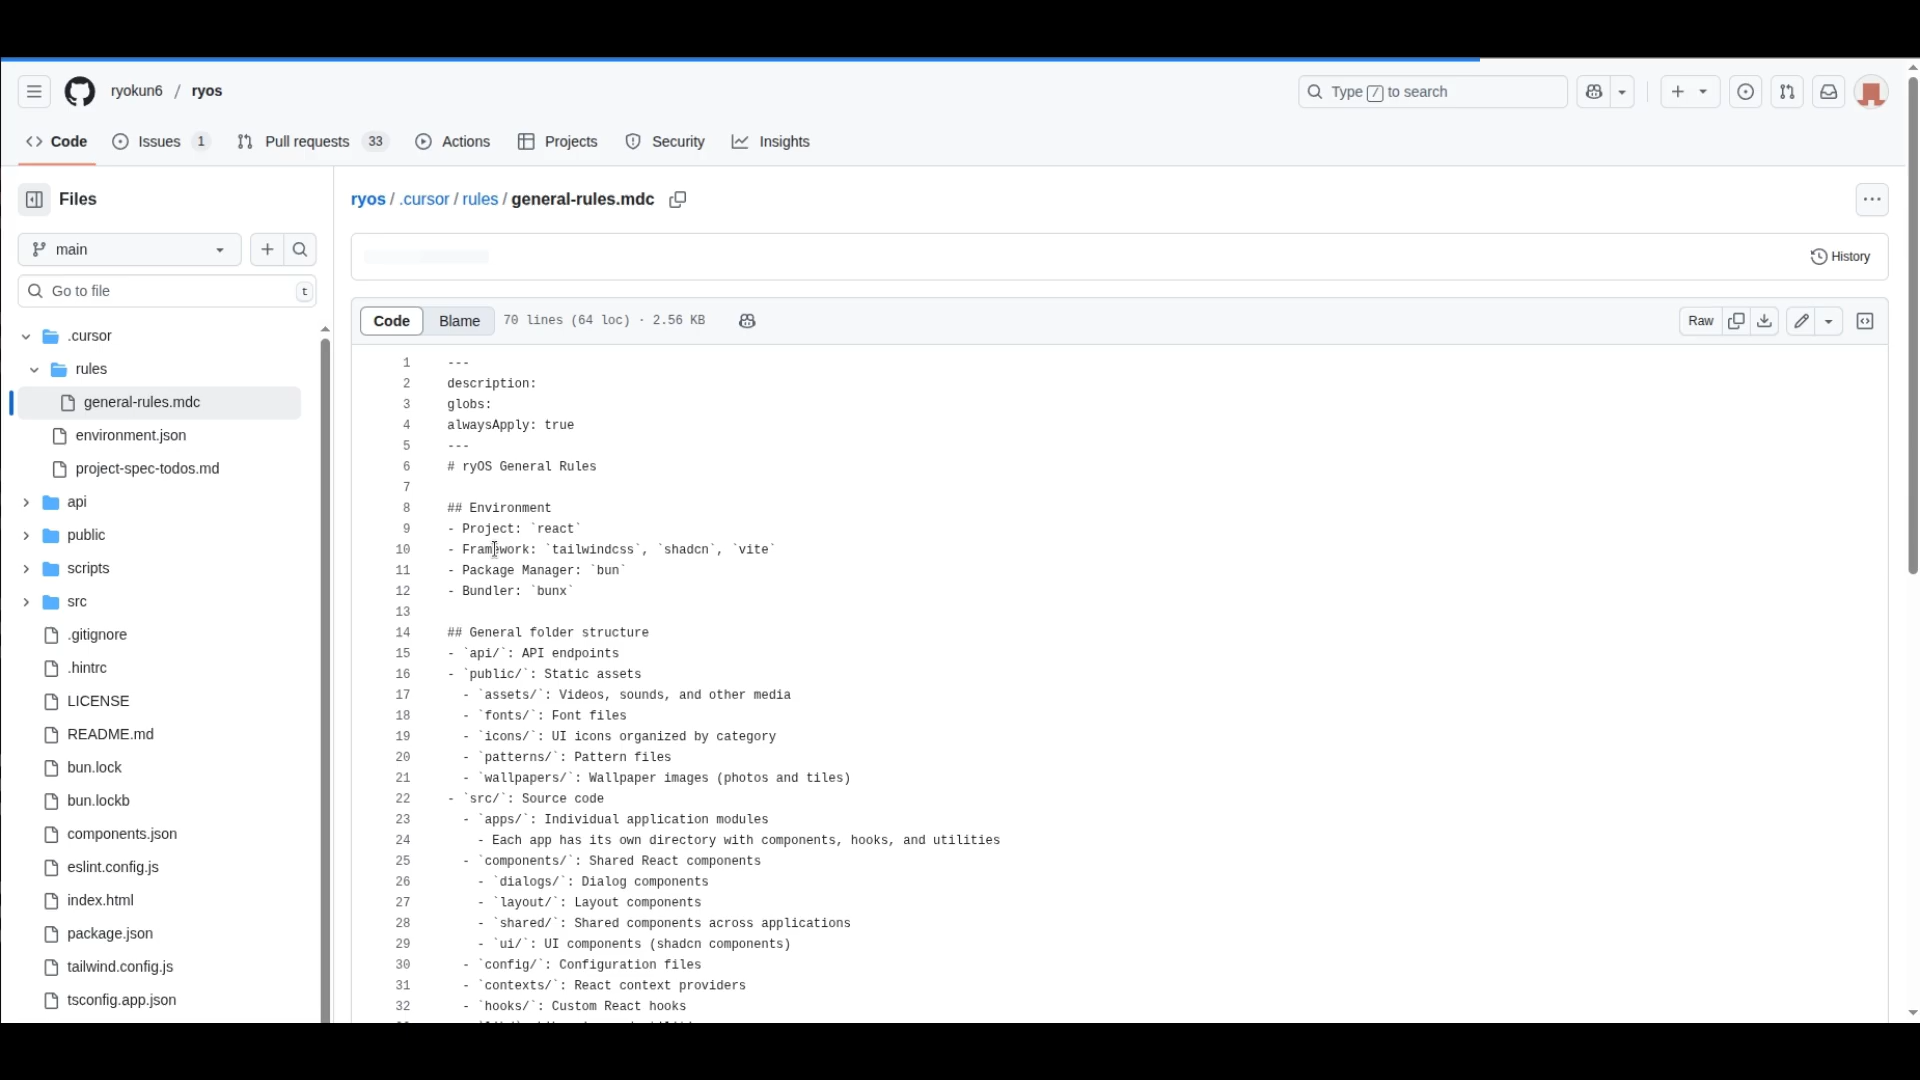 ryokun6 / ryos
Type / to search
Code Issues 1 Pull requests 33 Actions Projects Security Insights
Files
main
Go to file t
.cursor
rules
general-rules.mdc
environment.json
project-spec-todos.md
api
public
scripts
src
.gitignore
.hintrc
LICENSE
README.md
bun.lock
bun.lockb
components.json
eslint.config.js
index.html
package.json
tailwind.config.js
tsconfig.app.json
ryos / .cursor / rules / general-rules.mdc
History
Code Blame 70 lines (64 loc) · 2.56 KB Raw
1 ---
2 description:
3 globs:
4 alwaysApply: true
5 ---
6 # ryOS General Rules
7
8 ## Environment
9 - Project: `react`
10 - Framework: `tailwindcss`, `shadcn`, `vite`
11 - Package Manager: `bun`
12 - Bundler: `bunx`
13
14 ## General folder structure
15 - `api/`: API endpoints
16 - `public/`: Static assets
17 - `assets/`: Videos, sounds, and other media
18 - `fonts/`: Font files
19 - `icons/`: UI icons organized by category
20 - `patterns/`: Pattern files
21 - `wallpapers/`: Wallpaper images (photos and tiles)
22 - `src/`: Source code
23 - `apps/`: Individual application modules
24 - Each app has its own directory with components, hooks, and utilities
25 - `components/`: Shared React components
26 - `dialogs/`: Dialog components
27 - `layout/`: Layout components
28 - `shared/`: Shared components across applications
29 - `ui/`: UI components (shadcn components)
30 - `config/`: Configuration files
31 - `contexts/`: React context providers
32 - `hooks/`: Custom React hooks